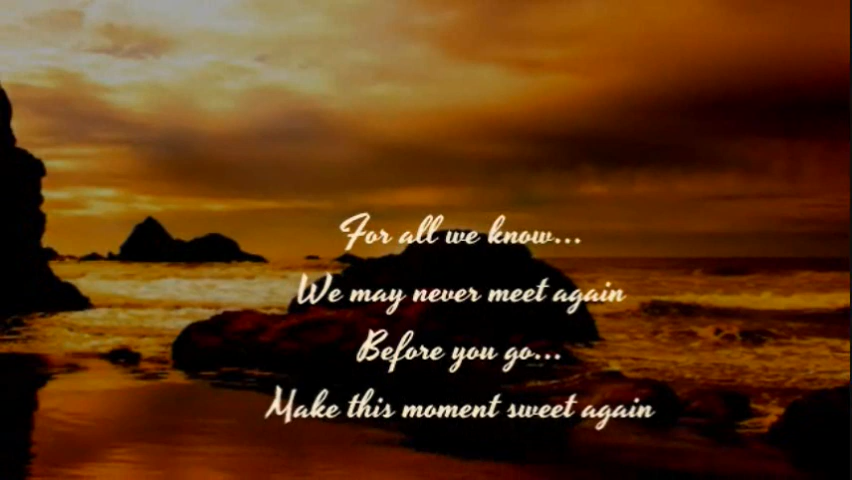 For all we know...
We may never meet again
Before you go...
Make this moment sweet again